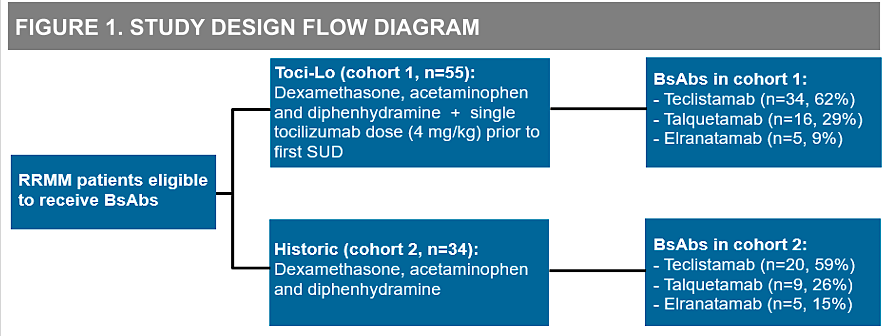 FIGURE 1. STUDY DESIGN FLOW DIAGRAM
RRMM patients eligible
to receive BsAbs
Toci-Lo (cohort 1, n=55):
Dexamethasone, acetaminophen
and diphenhydramine + single
tocilizumab dose (4 mg/kg) prior to
first SUD
BsAbs in cohort 1:
- Teclistamab (n=34, 62%)
- Talquetamab (n=16, 29%)
- Elranatamab (n=5, 9%)
Historic (cohort 2, n=34):
Dexamethasone, acetaminophen
and diphenhydramine
BsAbs in cohort 2:
- Teclistamab (n=20, 59%)
- Talquetamab (n=9, 26%)
- Elranatamab (n=5, 15%)